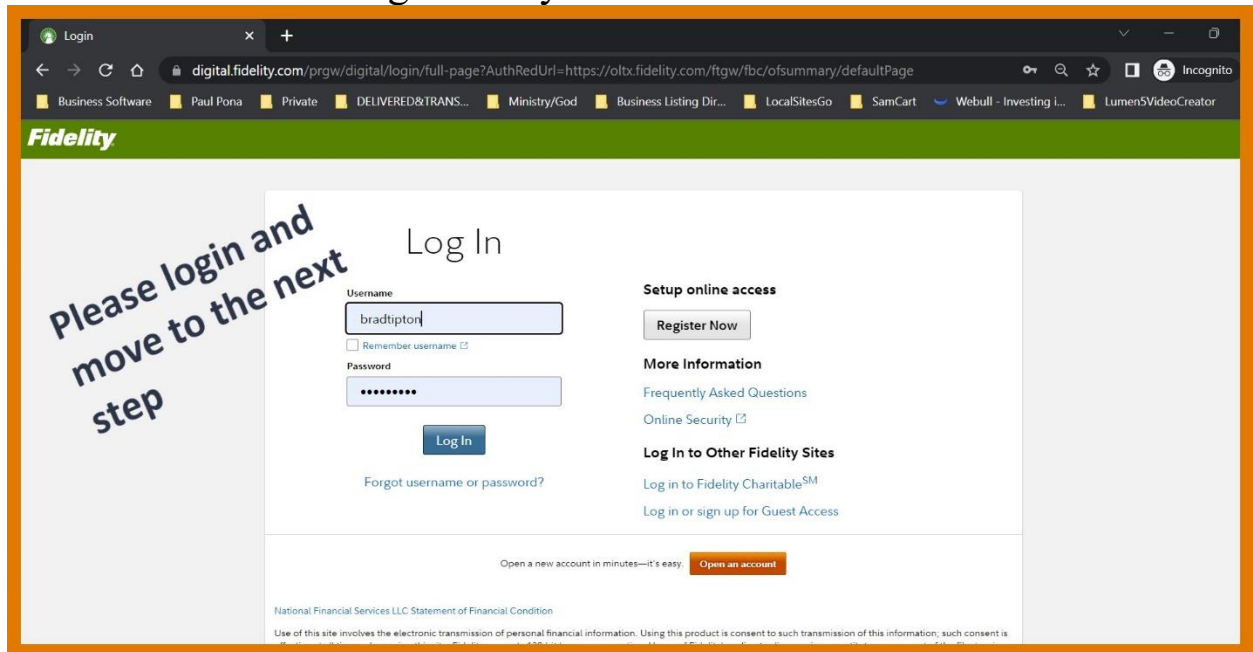 Login
digital.fidelity.com/prgw/digital/login/full-page?AuthRedUrl=https://oltx.fidelity.com/ftgw/fbc/ofsummary/defaultPage
Incognito
Business Software Paul Pona Private DELIVERED&TRANS... Ministry/God Business Listing Dir... LocalSitesGo SamCart Webull - Investing i... Lumen5VideoCreator
Fidelity
Please login and
move to the next
step
Log In
Username
bradtipton
Remember username
Password
Log In
Forgot username or password?
Setup online access
Register Now
More Information
Frequently Asked Questions
Online Security
Log In to Other Fidelity Sites
Log in to Fidelity Charitable℠
Log in or sign up for Guest Access
Open a new account in minutes—it's easy. Open an account
National Financial Services LLC Statement of Financial Condition
Use of this site involves the electronic transmission of personal financial information. Using this product is consent to such transmission of this information; such consent is